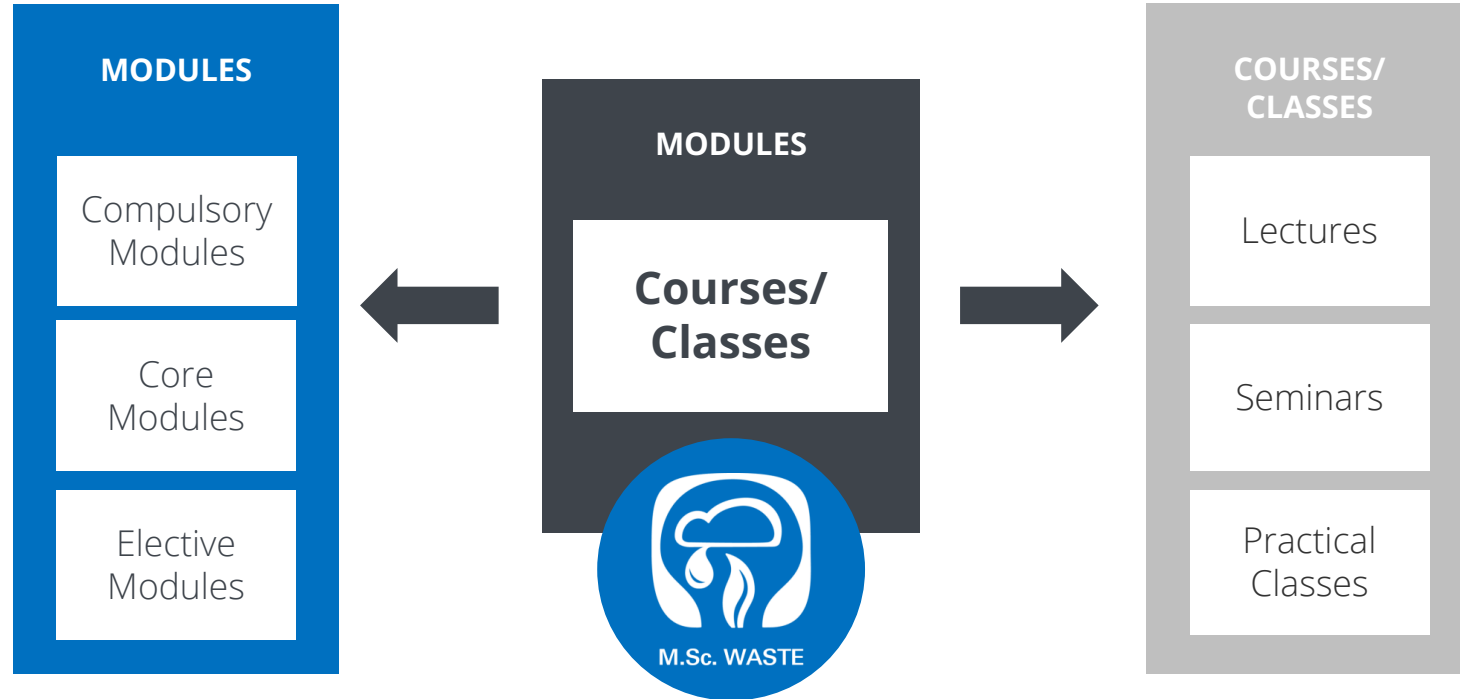 MODULES
Compulsory
Modules
Core
Modules
Elective
Modules
MODULES
Courses/
Classes
M.Sc. WASTE
COURSES/
CLASSES
Lectures
Seminars
Practical
Classes